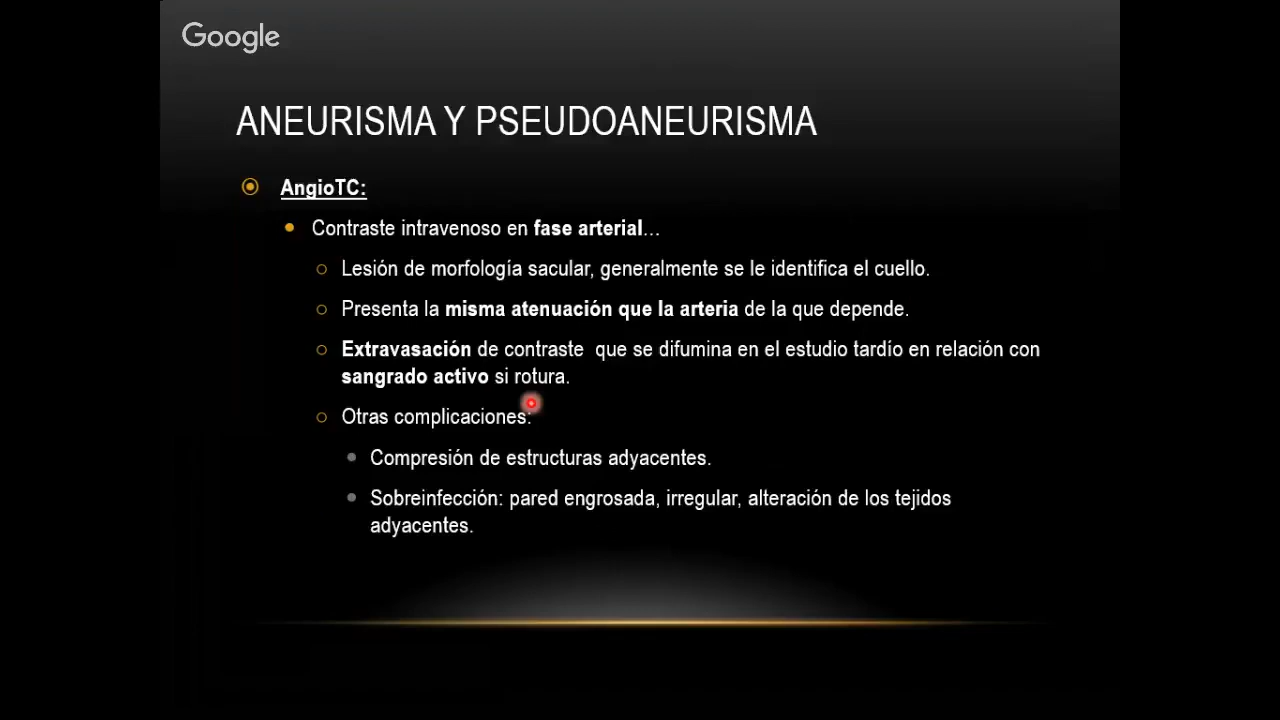 Google
ANEURISMA Y PSEUDOANEURISMA
AngioTC:
Contraste intravenoso en fase arterial...
Lesión de morfología sacular, generalmente se le identifica el cuello.
Presenta la misma atenuación que la arteria de la que depende.
Extravasación de contraste que se difumina en el estudio tardío en relación con
sangrado activo si rotura.
Otras complicaciones:
Compresión de estructuras adyacentes.
Sobreinfección: pared engrosada, irregular, alteración de los tejidos
adyacentes.